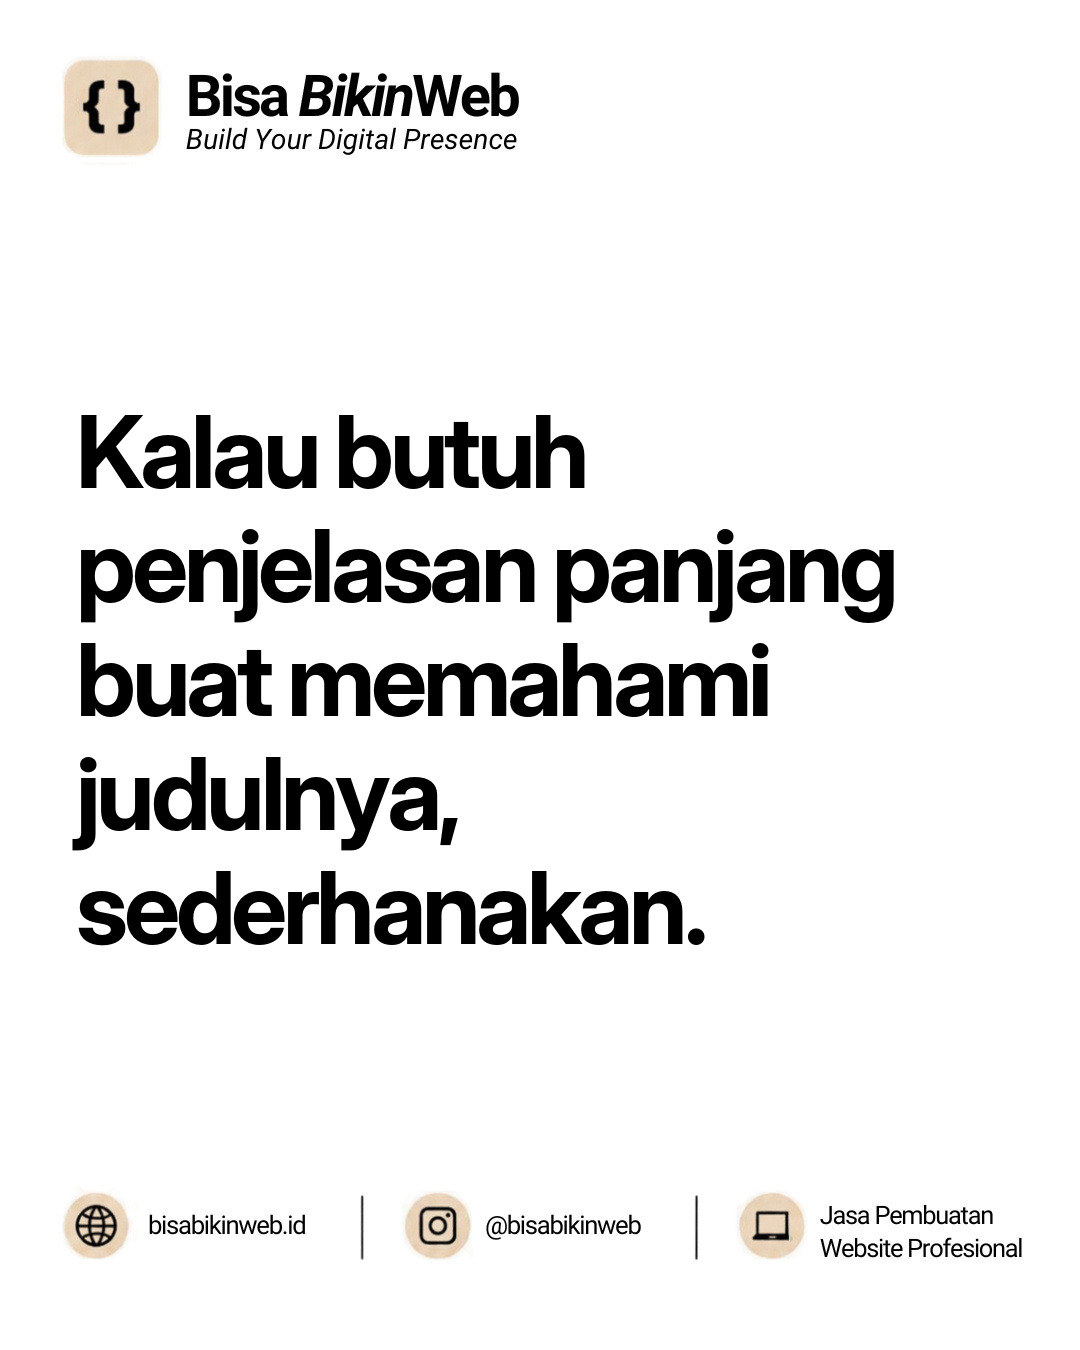 { }
Bisa BikinWeb
Build Your Digital Presence
Kalau butuh
penjelasan panjang
buat memahami
judulnya,
sederhanakan.
bisabikinweb.id
@bisabikinweb
Jasa Pembuatan
Website Profesional